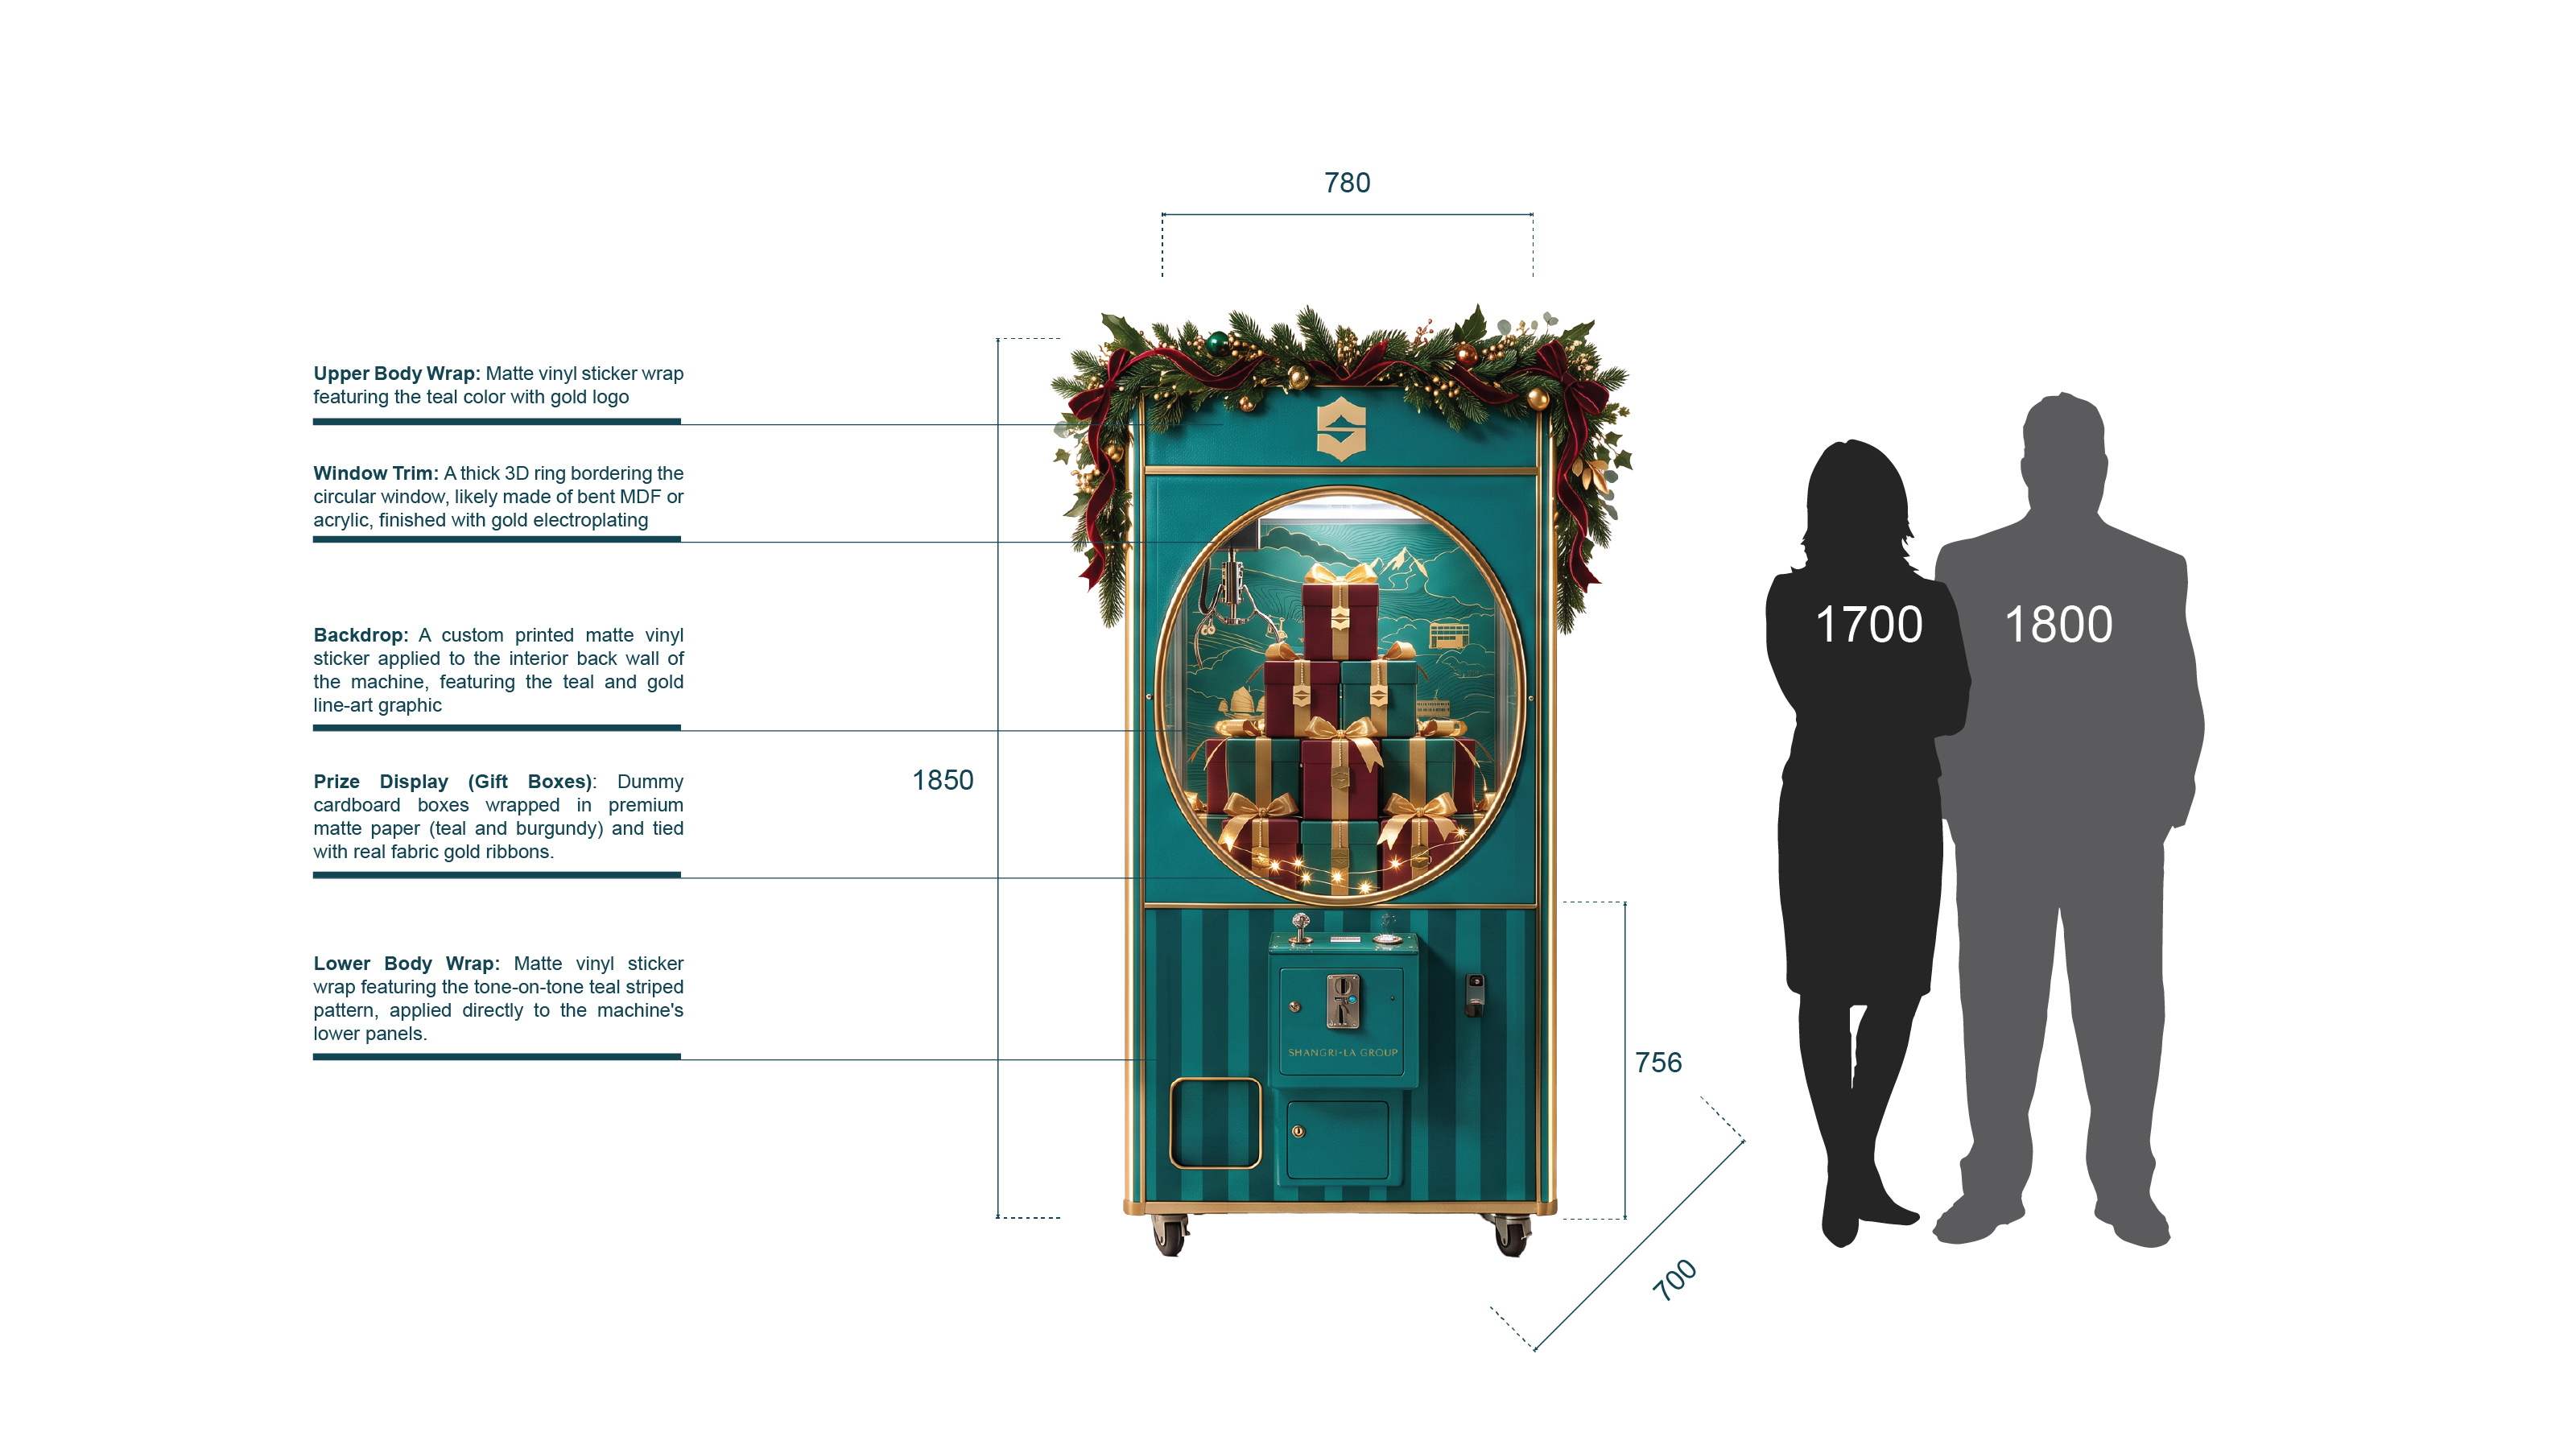 780
Upper Body Wrap: Matte vinyl sticker wrap
featuring the teal color with gold logo
Window Trim: A thick 3D ring bordering the
circular window, likely made of bent MDF or
acrylic, finished with gold electroplating
Backdrop: A custom printed matte vinyl
sticker applied to the interior back wall of
the machine, featuring the teal and gold
line-art graphic
Prize Display (Gift Boxes): Dummy
cardboard boxes wrapped in premium
matte paper (teal and burgundy) and tied
with real fabric gold ribbons.
Lower Body Wrap: Matte vinyl sticker
wrap featuring the tone-on-tone teal striped
pattern, applied directly to the machine's
lower panels.
1850
SHANGRI-LA GROUP
756
700
1700
1800